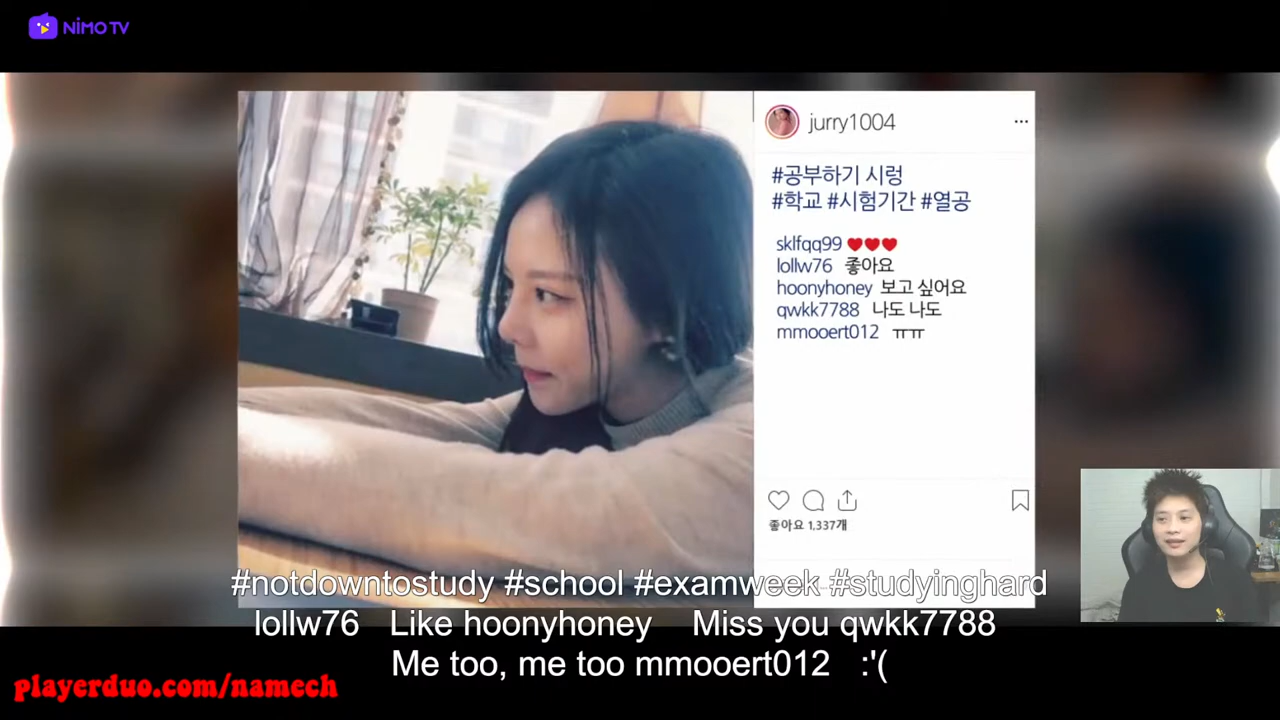 NIMO TV
jurry1004
#공부하기 시렁
#학교 #시험기간 #열공
sklfqq99 ❤❤❤
lollw76 좋아요
hoonyhoney 보고 싶어요
qwkk7788 나도 나도
mmooert012 ㅠㅠ
좋아요 1,337개
#notdowntostudy #school #examweek #studyinghard
lollw76 Like hoonyhoney Miss you qwkk7788
Me too, me too mmooert012 :'(
playerduo.com/namech